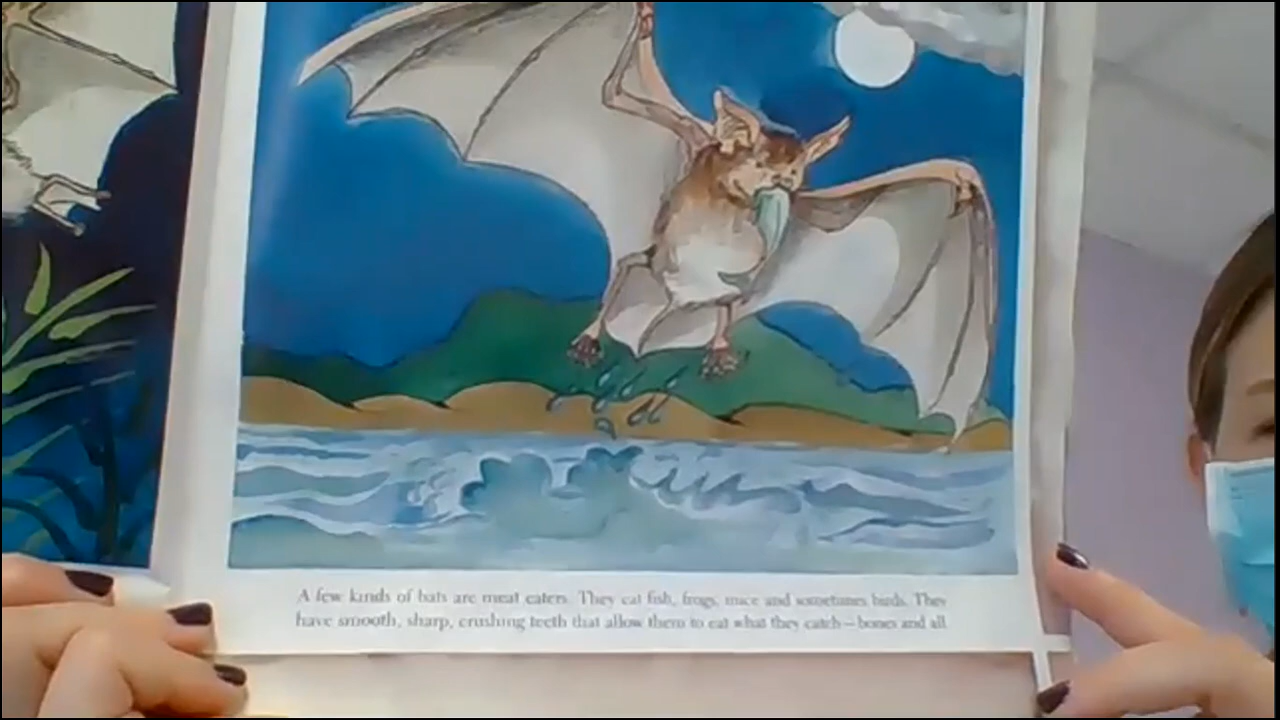 A few kinds of bats are meat eaters. They eat fish, frogs, mice and sometimes birds. They
have smooth, sharp, crushing teeth that allow them to eat what they catch—bones and all.